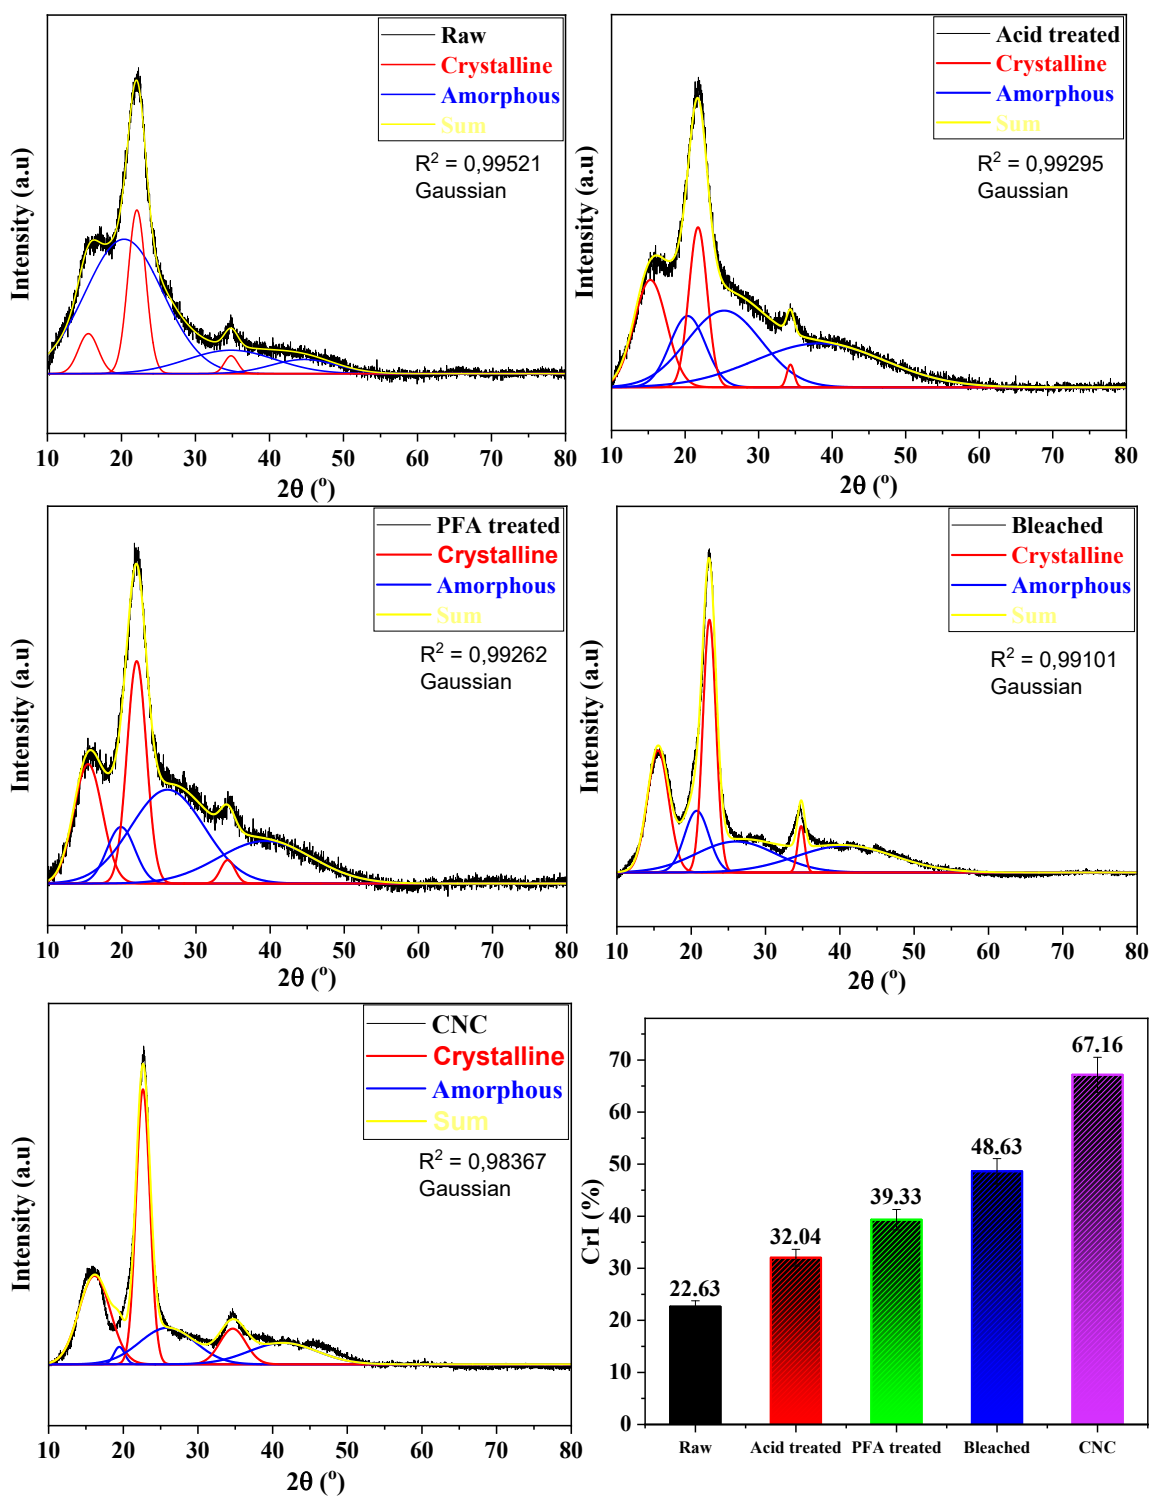 Raw
Crystalline
Amorphous
Sum
R² = 0,99521
Gaussian
Intensity (a.u)
10 20 30 40 50 60 70 80
2θ (°)
Acid treated
Crystalline
Amorphous
Sum
R² = 0,99295
Gaussian
Intensity (a.u)
10 20 30 40 50 60 70 80
2θ (°)
PFA treated
Crystalline
Amorphous
Sum
R² = 0,99262
Gaussian
Intensity (a.u)
10 20 30 40 50 60 70 80
2θ (°)
Bleached
Crystalline
Amorphous
Sum
R² = 0,99101
Gaussian
Intensity (a.u)
10 20 30 40 50 60 70 80
2θ (°)
CNC
Crystalline
Amorphous
Sum
R² = 0,98367
Gaussian
Intensity (a.u)
10 20 30 40 50 60 70 80
2θ (°)
67.16
48.63
39.33
32.04
22.63
CrI (%)
70
60
50
40
30
20
10
0
Raw Acid treated PFA treated Bleached CNC